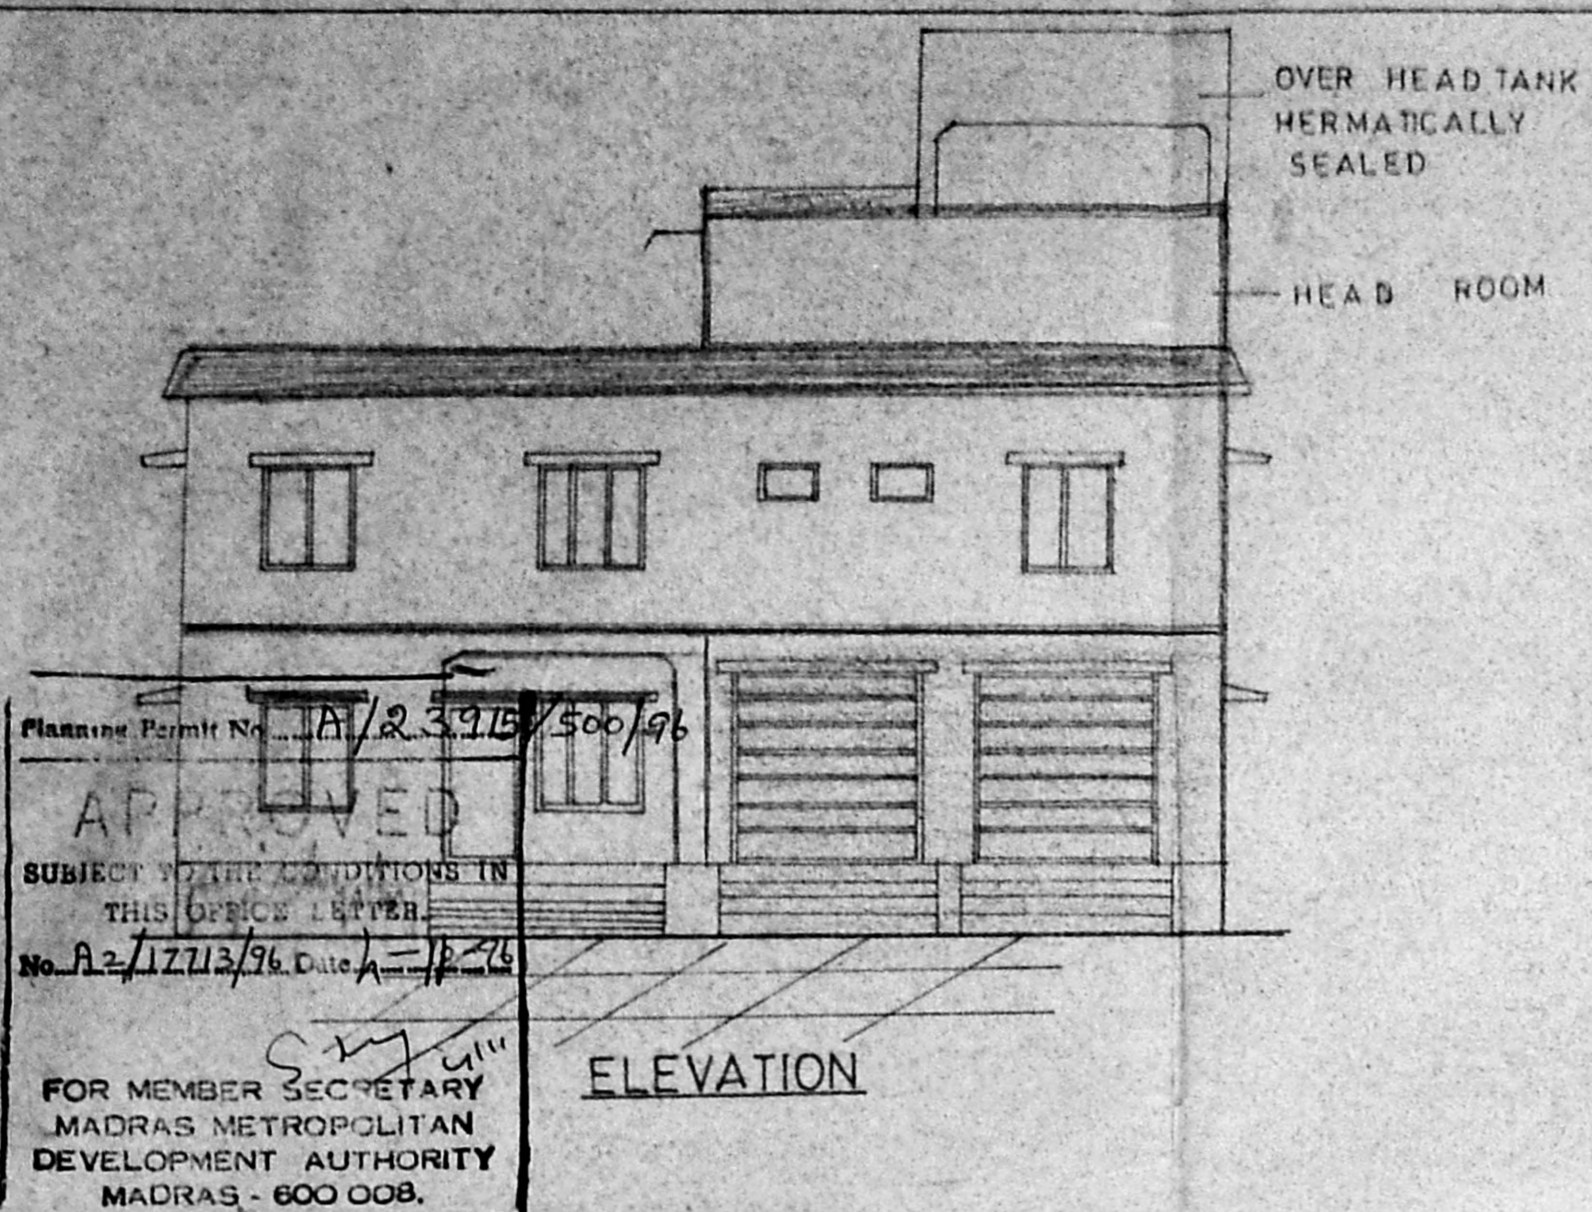 OVER HEAD TANK
HERMATICALLY
SEALED
HEAD ROOM
Planning Permit No A/23915/500/96
APPROVED
SUBJECT TO THE CONDITIONS IN
THIS OFFICE LETTER.
No. A2/17713/96 Date
FOR MEMBER SECRETARY
MADRAS METROPOLITAN
DEVELOPMENT AUTHORITY
MADRAS - 600 008.
ELEVATION